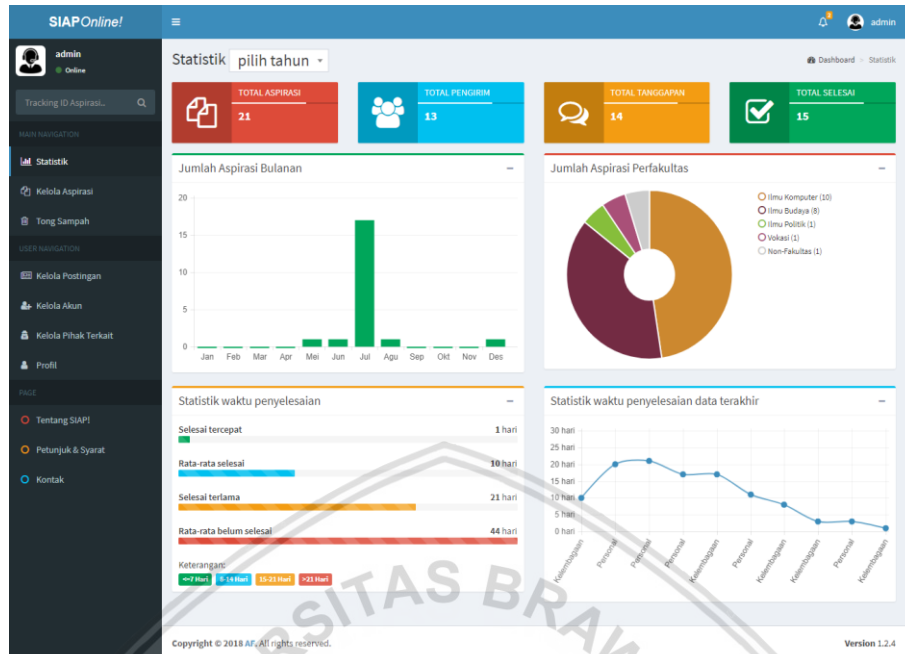 SIAPOnline!
admin
admin
Online
Statistik pilih tahun
Dashboard > Statistik
Tracking ID Aspirasi..
TOTAL ASPIRASI
21
TOTAL PENGIRIM
13
TOTAL TANGGAPAN
14
TOTAL SELESAI
15
MAIN NAVIGATION
Statistik
Kelola Aspirasi
Tong Sampah
USER NAVIGATION
Kelola Postingan
Kelola Akun
Kelola Pihak Terkait
Profil
PAGE
Tentang SIAP!
Petunjuk & Syarat
Kontak
Jumlah Aspirasi Bulanan
20
15
10
5
0
Jan Feb Mar Apr Mei Jun Jul Agu Sep Okt Nov Des
Jumlah Aspirasi Perfakultas
Ilmu Komputer (10)
Ilmu Budaya (8)
Ilmu Politik (1)
Vokasi (1)
Non-Fakultas (1)
Statistik waktu penyelesaian
Selesai tercepat 1 hari
Rata-rata selesai 10 hari
Selesai terlama 21 hari
Rata-rata belum selesai 44 hari
Keterangan:
<=7 Hari 8-14 Hari 15-21 Hari >21 Hari
Statistik waktu penyelesaian data terakhir
30 hari
25 hari
20 hari
15 hari
10 hari
5 hari
0 hari
Kelembagaan Personal Personal Personal Kelembagaan Personal Kelembagaan Kelembagaan Personal Kelembagaan
ERSITAS BRAW
Copyright © 2018 AF. All rights reserved.
Version 1.2.4